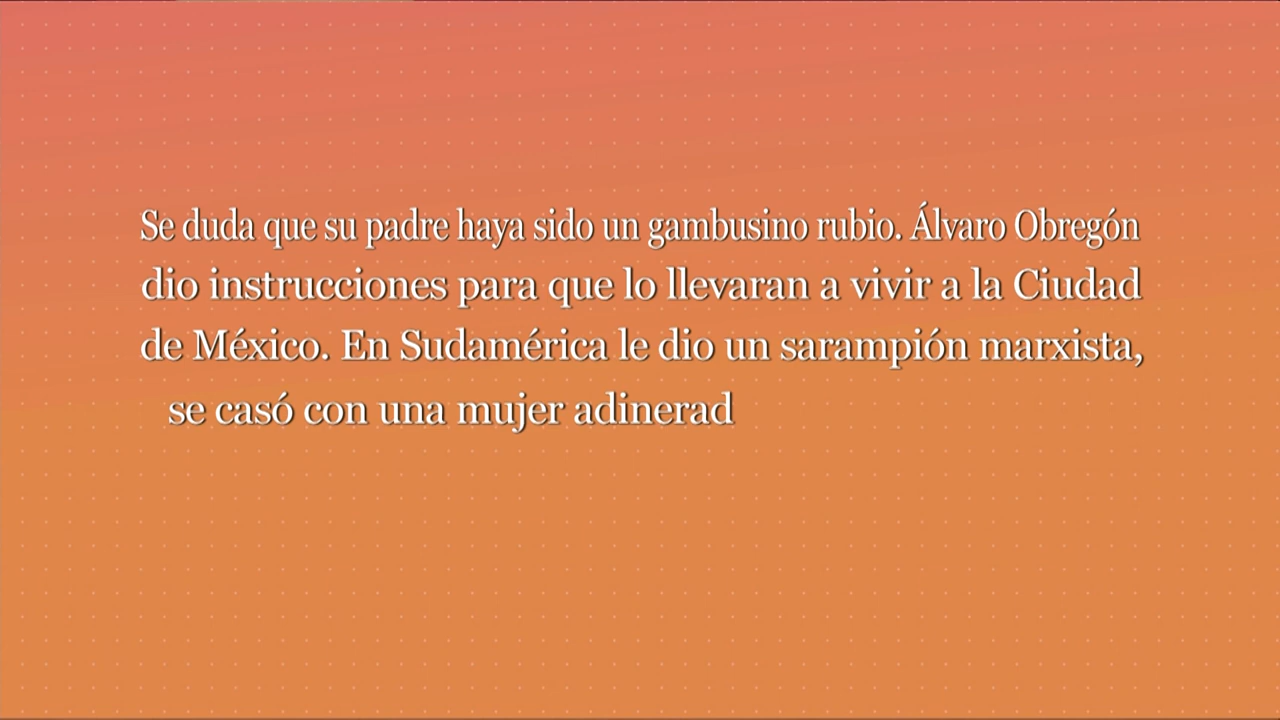 Se duda que su padre haya sido un gambusino rubio. Álvaro Obregón
dio instrucciones para que lo llevaran a vivir a la Ciudad
de México. En Sudamérica le dio un sarampión marxista,
se casó con una mujer adinerad